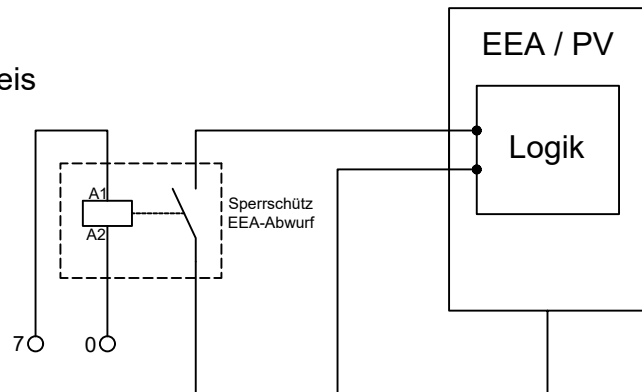 EEA / PV
eis
Logik
A1
Sperrschütz
EEA-Abwurf
A2
7
0